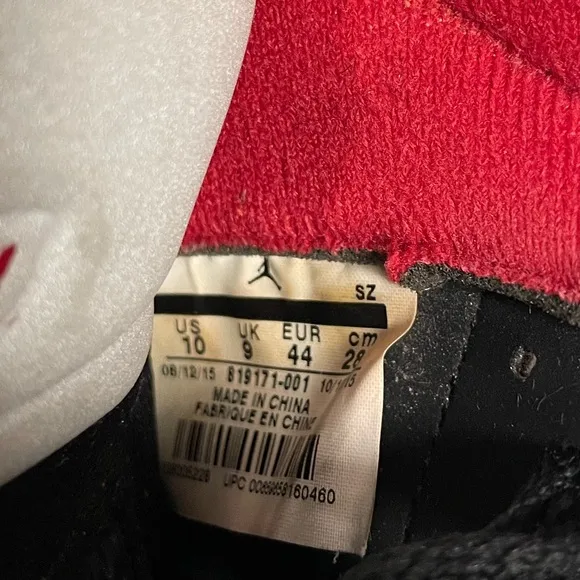 SZ
US UK EUR cm
10 9 44 28
08/12/15 819171-001
MADE IN CHINA
FABRIQUE EN CHINE
UPC